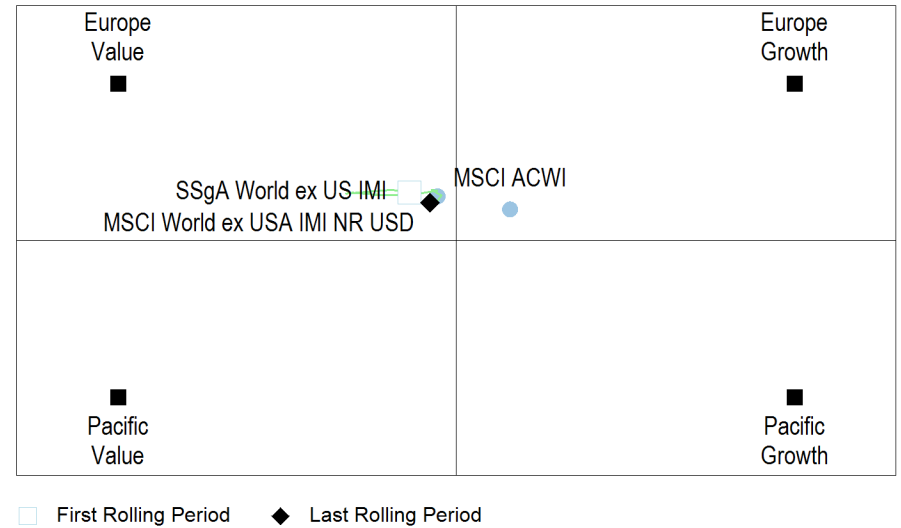 Europe
Value
Europe
Growth
MSCI ACWI
SSgA World ex US IMI
MSCI World ex USA IMI NR USD
Pacific
Value
Pacific
Growth
First Rolling Period
Last Rolling Period